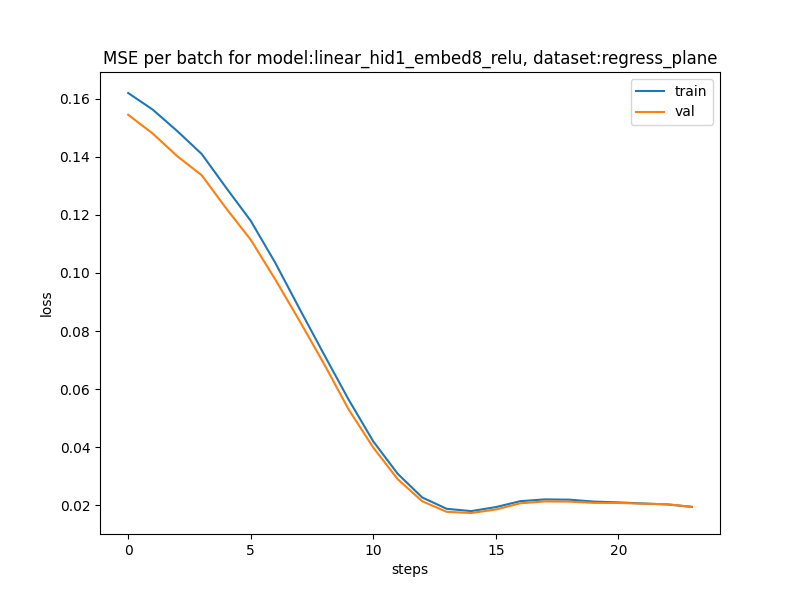 MSE per batch for model:linear_hid1_embed8_relu, dataset:regress_plane
train
val
0.16
0.14
0.12
0.10
0.08
0.06
0.04
0.02
loss
0
5
10
15
20
steps